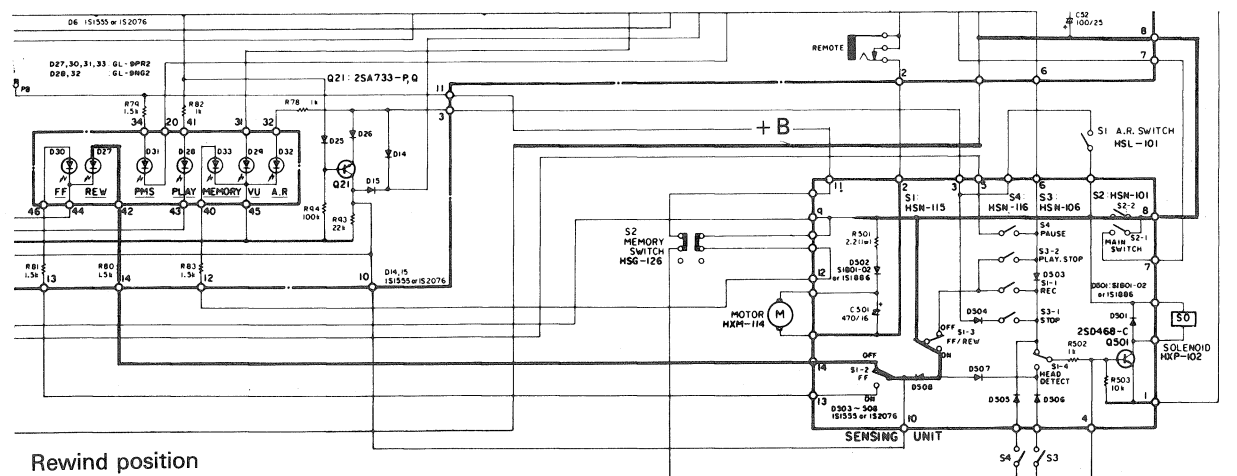 D6 1S1555 or 1S2076
C52
100/25
REMOTE
8
7
D27,30,31,33: GL-9PR2
D28,32 : GL-9NG2
P8
Q21: 2SA733-P,Q
2
6
11
3
R79
1.5k
R82
1k
R78 1k
34 20 41 31 32
D25
D26
D14
D15
Q21
R94
100k
R93
22k
+B
S1 A.R. SWITCH
HSL-101
D30 D27 D31 D28 D33 D29 D32
FF REW PMS PLAY MEMORY VU A.R
46 44 42 43 40 45
11 2 3 5 6
S1:
HSN-115
S4
HSN-116
S3:
HSN-106
S2: HSN-101
S2-2
8
S2-1
MAIN
SWITCH
9
S2
MEMORY
SWITCH
HSG-126
R501
2.2(1W)
D502
S1B01-02
or 1S1886
S4
PAUSE
S3-2
PLAY.STOP
D503
S1-1
REC
7
R81
1.5k
R80
1.5k
R83
1.5k
13 14 12 10
D14,15
1S1555 or 1S2076
12
D501: S1B01-02
or 1S1886
MOTOR
HXM-114
M
C501
470/16
OFF
S1-3
FF/REW
ON
D504
S3-1
STOP
D501
SO
2SD468-C
Q501
SOLENOID
HXP-102
R502
1k
14
OFF
S1-2
FF
ON
D508
D507
S1-4
HEAD
DETECT
R503
10k
13
D503~508
1S1555 or 1S2076
D505
D506
10
4
1
SENSING UNIT
S4 S3
Rewind position